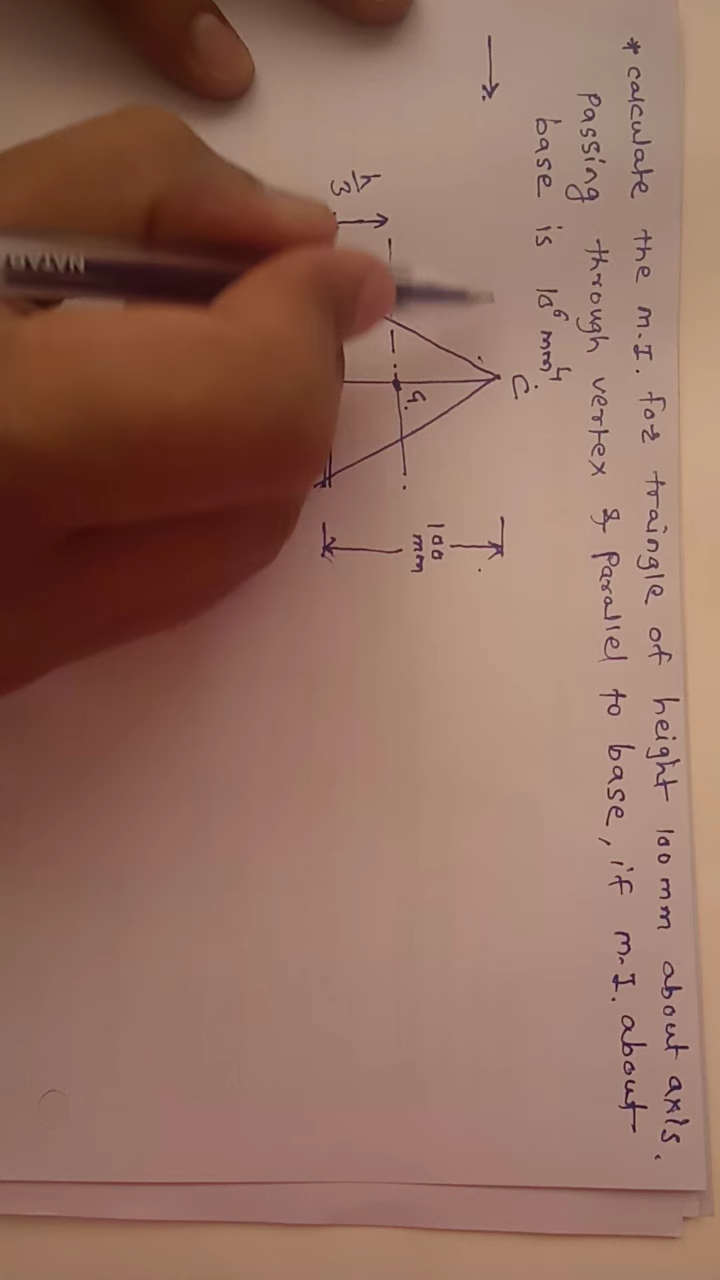 * calculate the m.I. for traingle of height 100 mm about axis.
passing through vertex & parallel to base, if m.I. about
base is 10⁶ mm⁴.
C
G.
h/3
100
mm